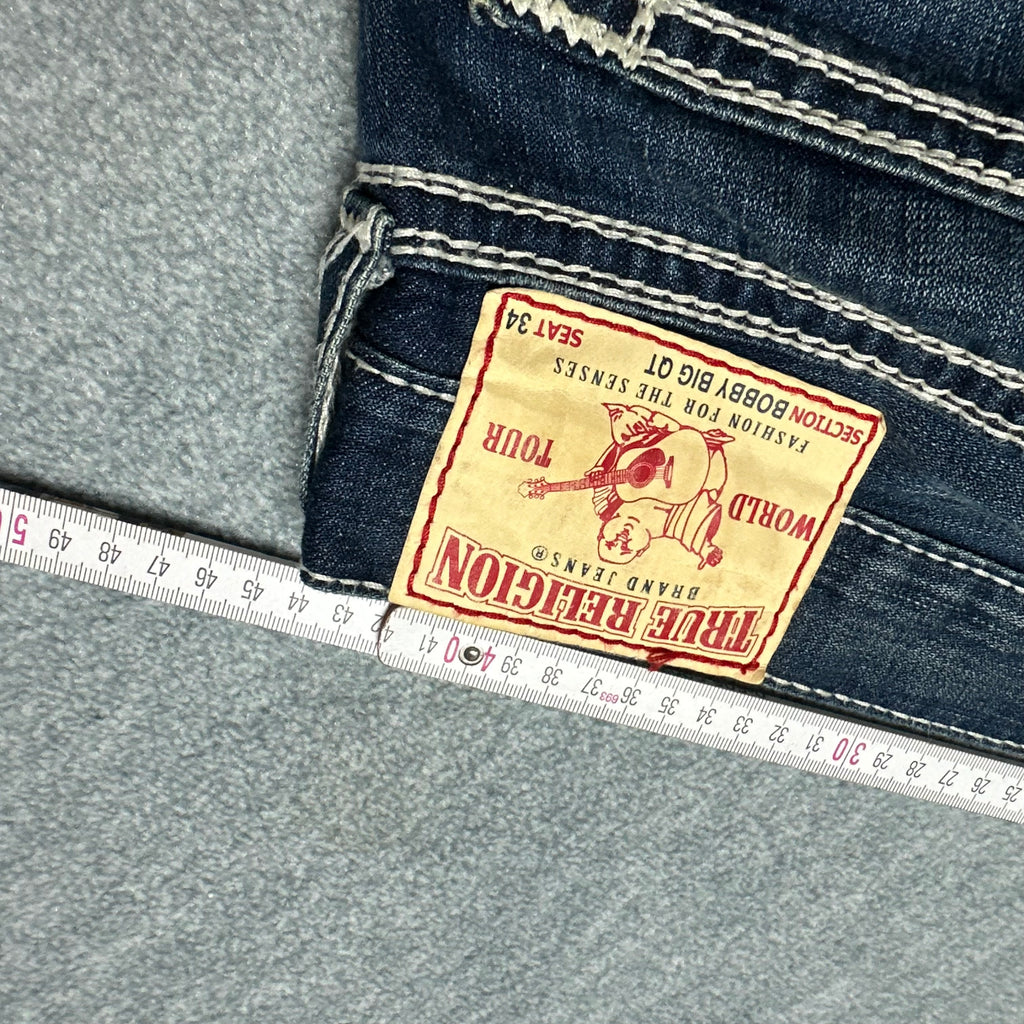 TRUE RELIGION
BRAND JEANS®
WORLD TOUR
FASHION FOR THE SENSES
SECTION BOBBY BIG QT
SEAT 34
25 26 27 28 29 30 31 32 33 34 35 36 693 37 38 39 40 41 42 43 44 45 46 47 48 49 5